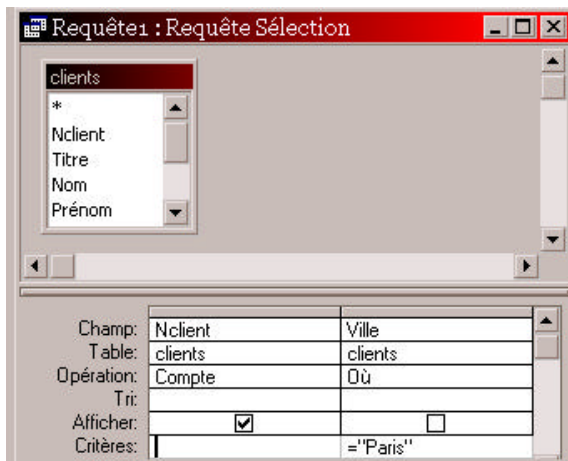 Requête1 : Requête Sélection
clients
*
Nclient
Titre
Nom
Prénom
Champ: Nclient Ville
Table: clients clients
Opération: Compte Où
Tri:
Afficher:
Critères: ="Paris"